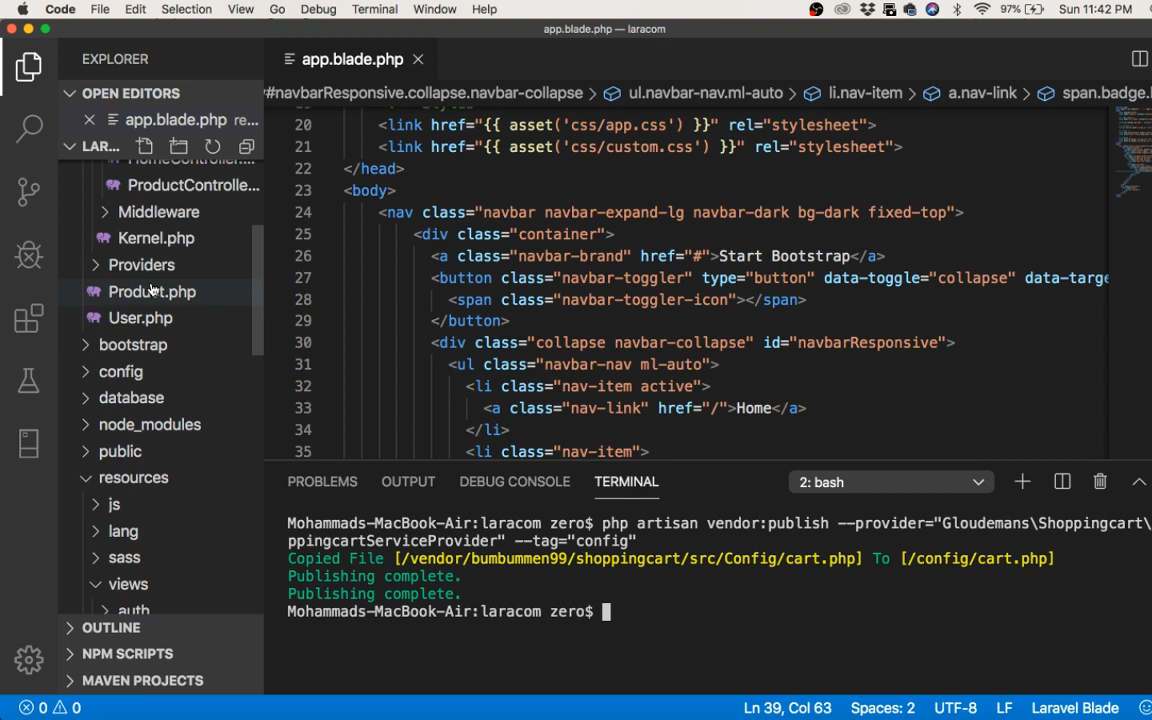 Code File Edit Selection View Go Debug Terminal Window Help 97% Sun 11:42 PM
app.blade.php — laracom
EXPLORER
app.blade.php
OPEN EDITORS
#navbarResponsive.collapse.navbar-collapse > ul.navbar-nav.ml-auto > li.nav-item > a.nav-link > span.badge.
app.blade.php re...
LAR...
ProductControlle...
Middleware
Kernel.php
Providers
Product.php
User.php
bootstrap
config
database
node_modules
public
resources
js
lang
sass
views
auth
OUTLINE
NPM SCRIPTS
MAVEN PROJECTS
20 <link href="{{ asset('css/app.css') }}" rel="stylesheet">
21 <link href="{{ asset('css/custom.css') }}" rel="stylesheet">
22 </head>
23 <body>
24 <nav class="navbar navbar-expand-lg navbar-dark bg-dark fixed-top">
25 <div class="container">
26 <a class="navbar-brand" href="#">Start Bootstrap</a>
27 <button class="navbar-toggler" type="button" data-toggle="collapse" data-targe
28 <span class="navbar-toggler-icon"></span>
29 </button>
30 <div class="collapse navbar-collapse" id="navbarResponsive">
31 <ul class="navbar-nav ml-auto">
32 <li class="nav-item active">
33 <a class="nav-link" href="/">Home</a>
34 </li>
35 <li class="nav-item">
PROBLEMS OUTPUT DEBUG CONSOLE TERMINAL 2: bash
Mohammads-MacBook-Air:laracom zero$ php artisan vendor:publish --provider="Gloudemans\Shoppingcart\
ppingcartServiceProvider" --tag="config"
Copied File [/vendor/bumbummen99/shoppingcart/src/Config/cart.php] To [/config/cart.php]
Publishing complete.
Publishing complete.
Mohammads-MacBook-Air:laracom zero$
0 0 Ln 39, Col 63 Spaces: 2 UTF-8 LF Laravel Blade